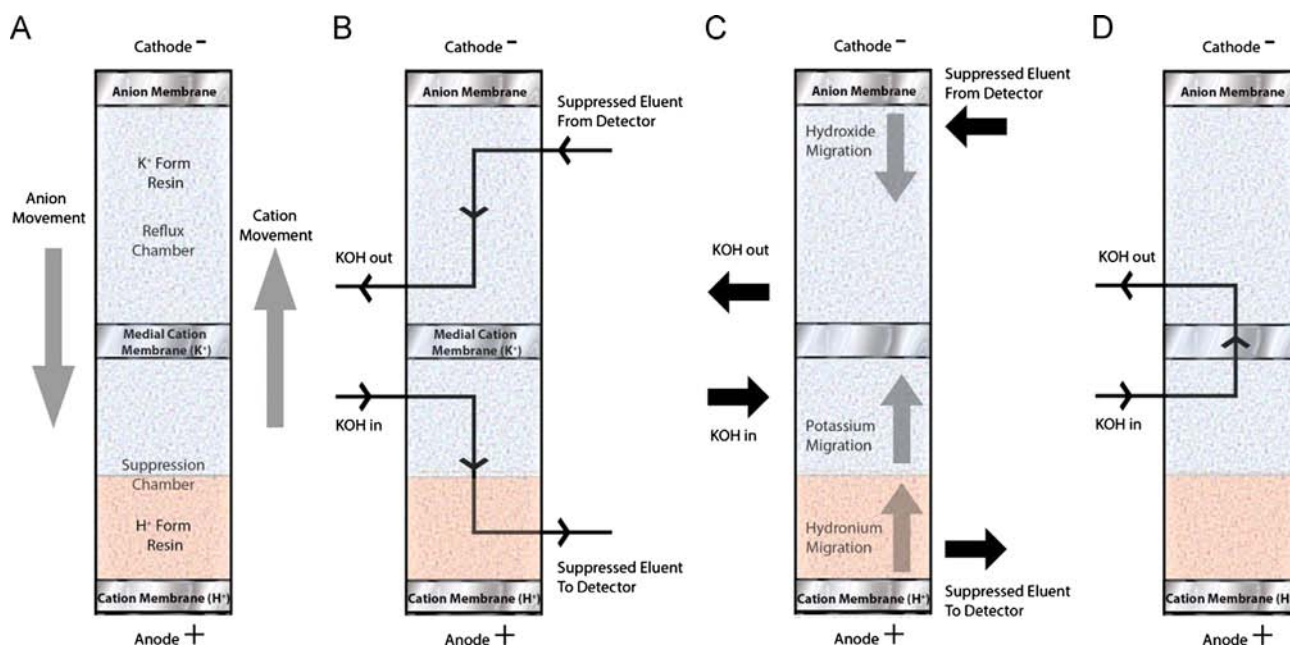 A
Cathode -
Anion Membrane
K+ Form
Resin
Reflux
Chamber
Anion
Movement
Cation
Movement
Medial Cation
Membrane (K+)
Suppression
Chamber
H+ Form
Resin
Cation Membrane (H+)
Anode +
B
Cathode -
Anion Membrane
Suppressed Eluent
From Detector
KOH out
Medial Cation
Membrane (K+)
KOH in
Suppressed Eluent
To Detector
Cation Membrane (H+)
Anode +
C
Cathode -
Anion Membrane
Suppressed Eluent
From Detector
Hydroxide
Migration
KOH out
KOH in
Potassium
Migration
Hydronium
Migration
Suppressed Eluent
To Detector
Cation Membrane (H+)
Anode +
D
Cathode -
Anion Membrane
KOH out
KOH in
Cation Membrane (H
Anode +